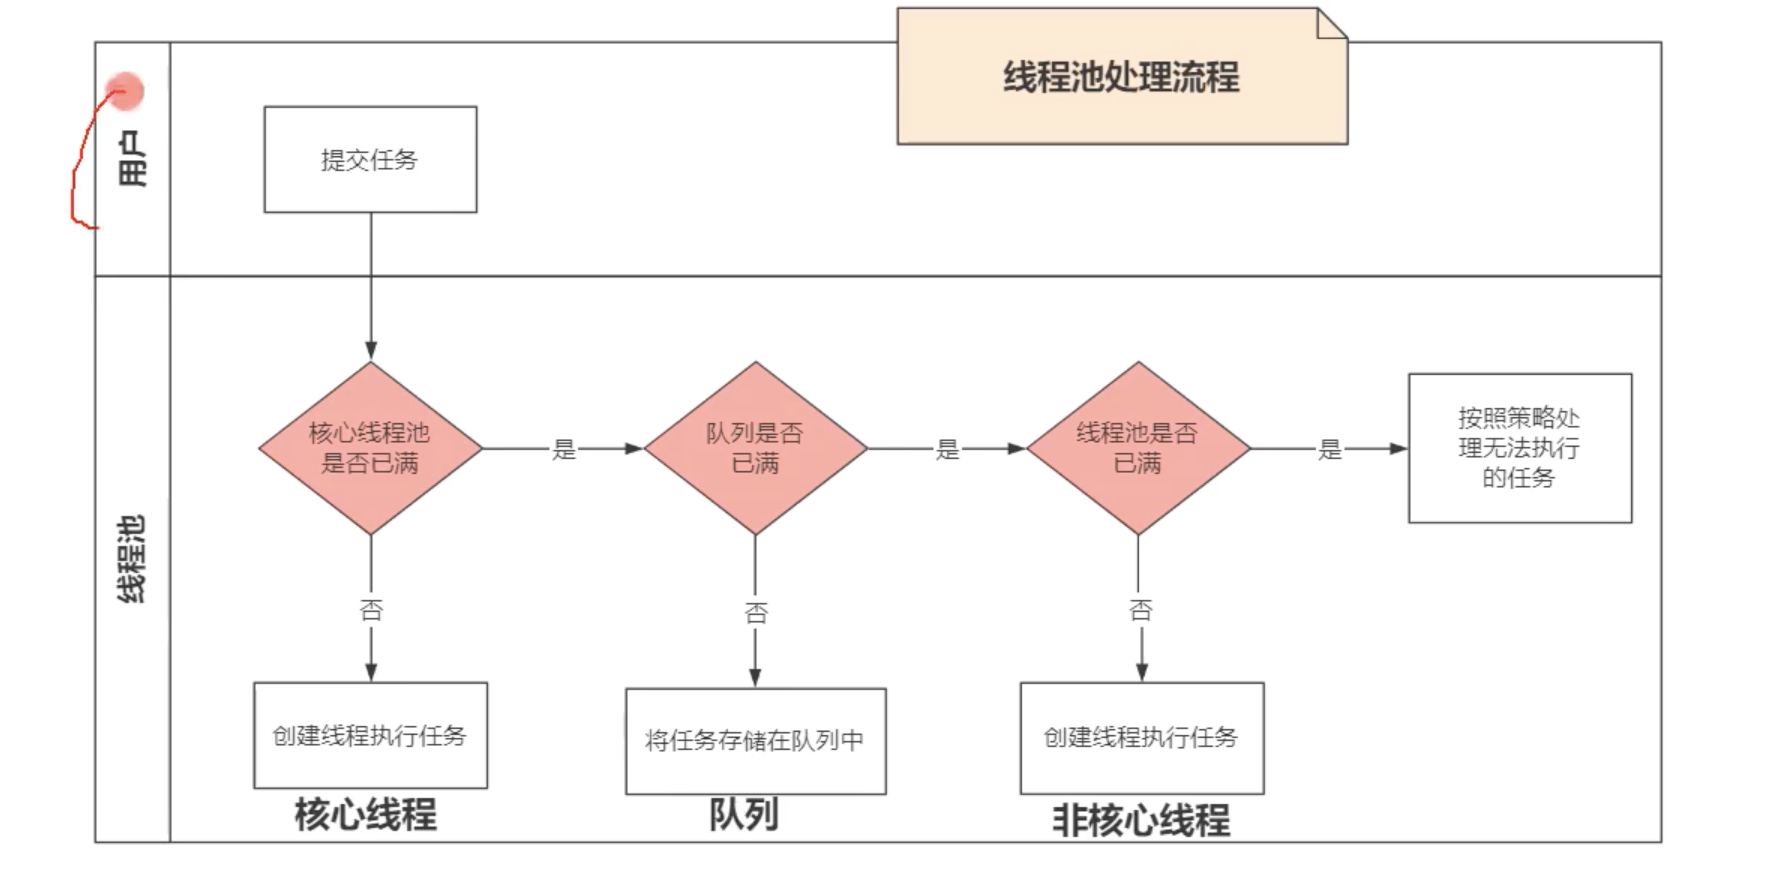 线程池处理流程
用户
提交任务
线程池
核心线程池
是否已满
是
队列是否
已满
是
线程池是否
已满
是
按照策略处
理无法执行
的任务
否
否
否
创建线程执行任务
将任务存储在队列中
创建线程执行任务
核心线程
队列
非核心线程